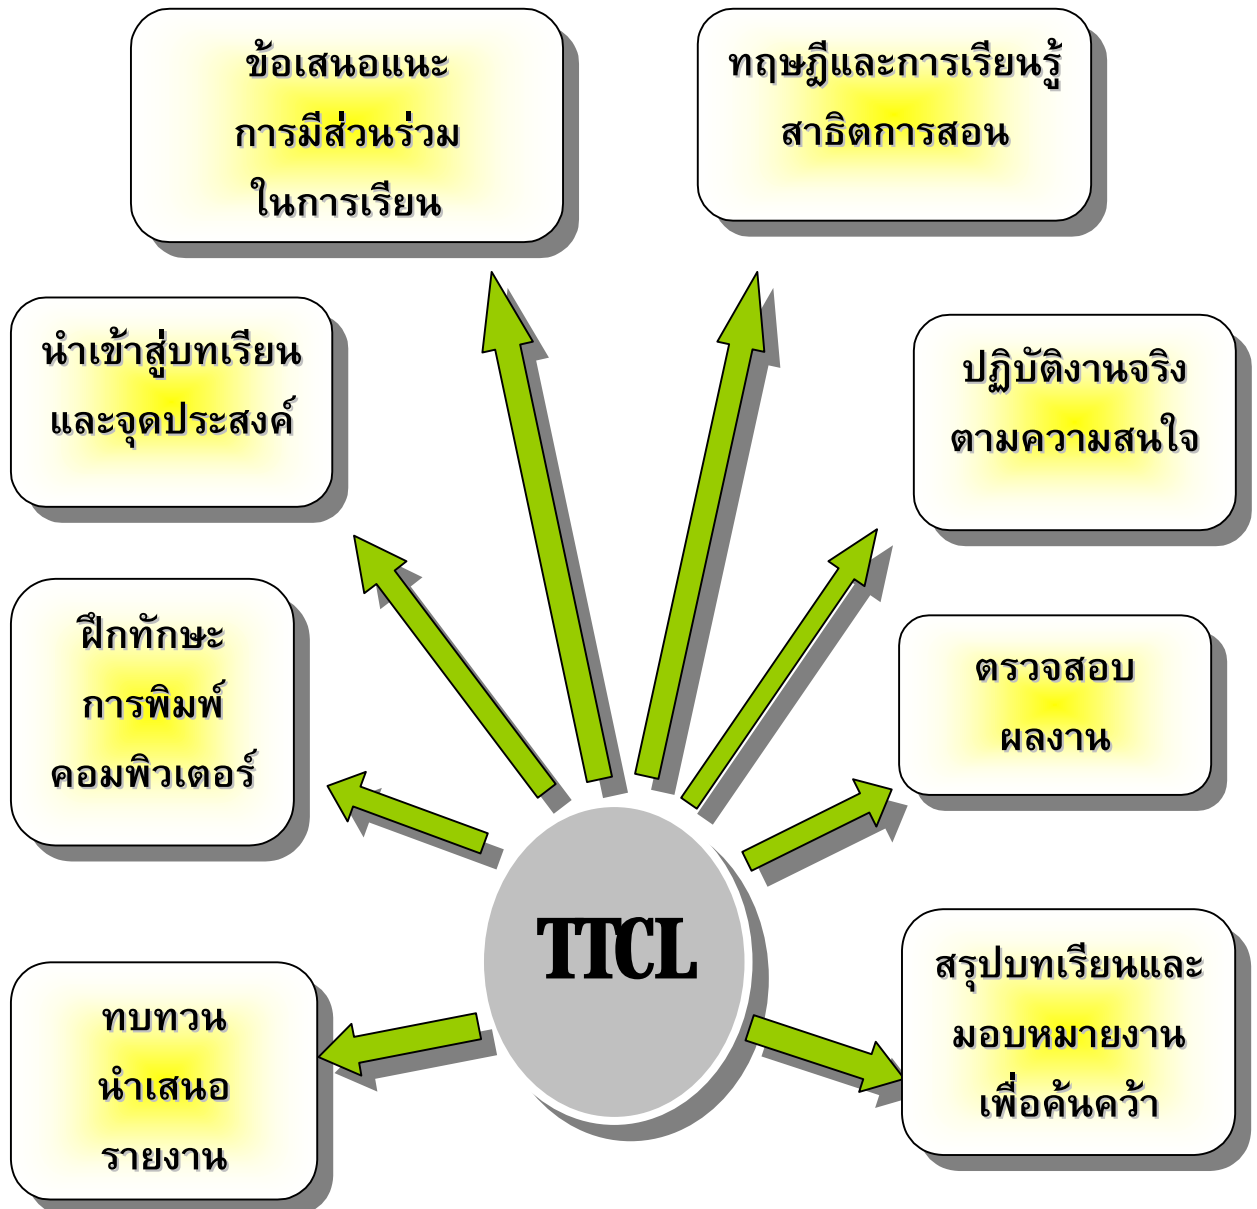 ข้อเสนอแนะ
การมีส่วนร่วม
ในการเรียน
ทฤษฎีและการเรียนรู้
สาธิตการสอน
นำเข้าสู่บทเรียน
และจุดประสงค์
ปฏิบัติงานจริง
ตามความสนใจ
ฝึกทักษะ
การพิมพ์
คอมพิวเตอร์
ตรวจสอบ
ผลงาน
TTCL
ทบทวน
นำเสนอ
รายงาน
สรุปบทเรียนและ
มอบหมายงาน
เพื่อค้นคว้า